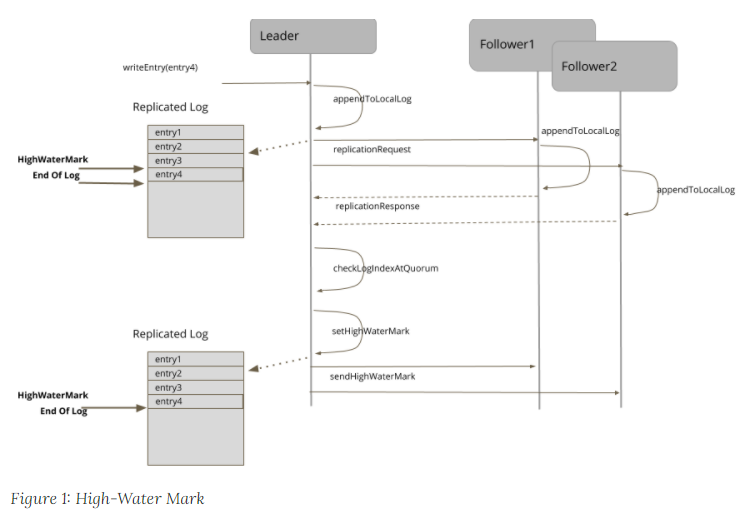 Leader
Follower1
Follower2
writeEntry(entry4)
appendToLocalLog
Replicated Log
entry1
entry2
entry3
entry4
HighWaterMark
End Of Log
replicationRequest
appendToLocalLog
appendToLocalLog
replicationResponse
checkLogIndexAtQuorum
setHighWaterMark
Replicated Log
entry1
entry2
entry3
entry4
HighWaterMark
End Of Log
sendHighWaterMark
Figure 1: High-Water Mark